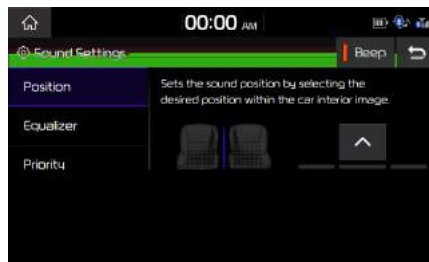 00:00 AM
Sound Settings
Beep
Position
Sets the sound position by selecting the
desired position within the car interior image.
Equalizer
Priority